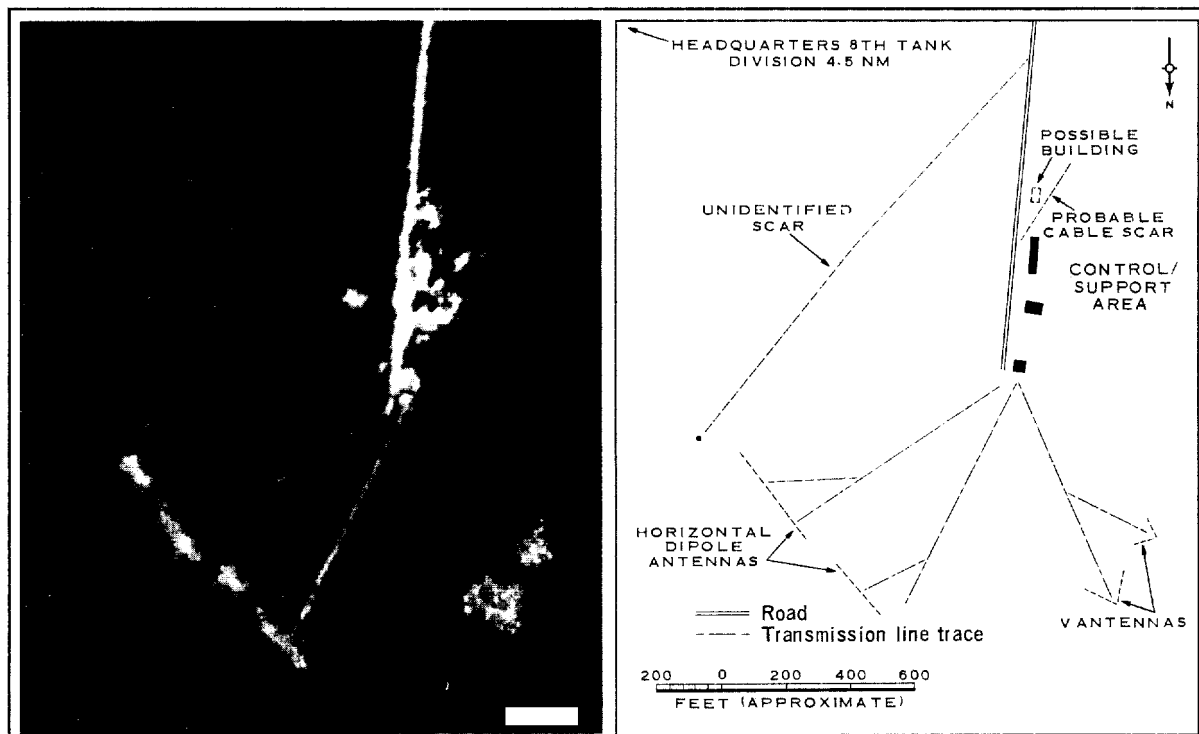 HEADQUARTERS 8TH TANK
DIVISION 4.5 NM
N
POSSIBLE
BUILDING
UNIDENTIFIED
SCAR
PROBABLE
CABLE SCAR
CONTROL/
SUPPORT
AREA
HORIZONTAL
DIPOLE
ANTENNAS
V ANTENNAS
Road
Transmission line trace
200 0 200 400 600
FEET (APPROXIMATE)